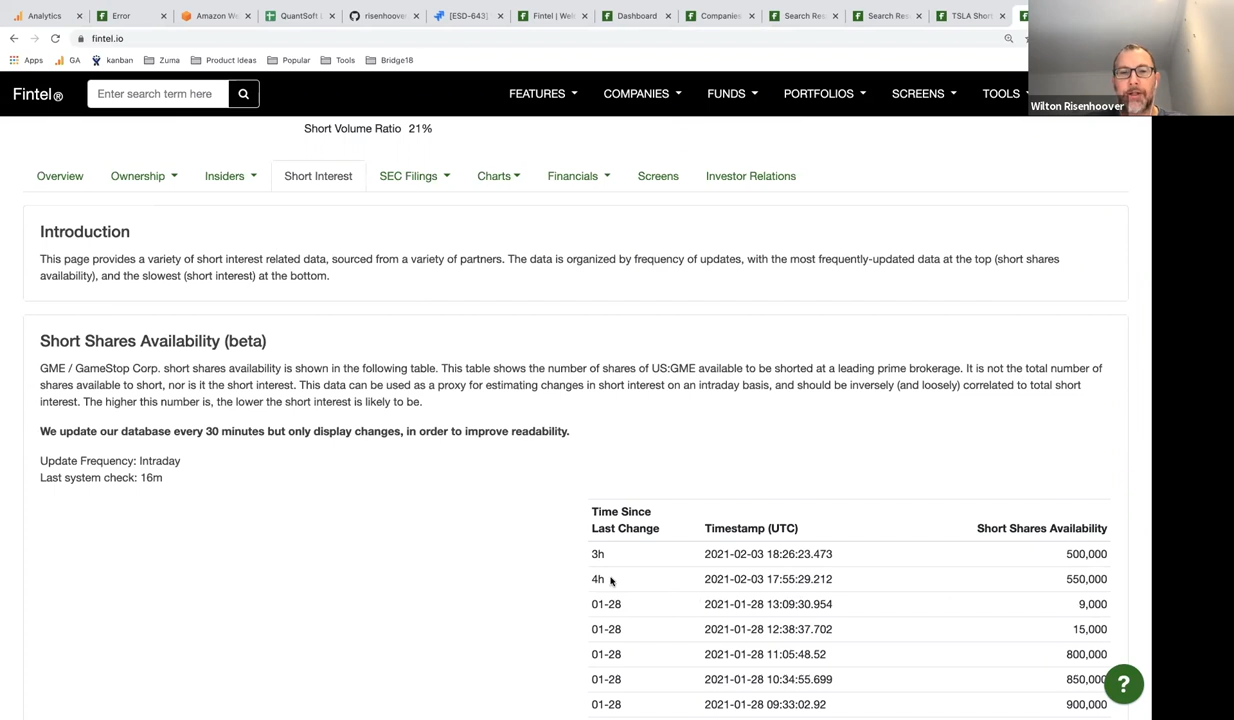 Analytics
Error
Amazon W
QuantSoft
risenhoover
[ESD-643]
Fintel | Wel
Dashboard
Companies
Search Res
Search Res
TSLA Short
fintel.io
Apps
GA
kanban
Zuma
Product Ideas
Popular
Tools
Bridge18
Wilton Risenhoover
Fintel®
Enter search term here
FEATURES
COMPANIES
FUNDS
PORTFOLIOS
SCREENS
TOOLS
Short Volume Ratio 21%
Overview
Ownership
Insiders
Short Interest
SEC Filings
Charts
Financials
Screens
Investor Relations
Introduction
This page provides a variety of short interest related data, sourced from a variety of partners. The data is organized by frequency of updates, with the most frequently-updated data at the top (short shares
availability), and the slowest (short interest) at the bottom.
Short Shares Availability (beta)
GME / GameStop Corp. short shares availability is shown in the following table. This table shows the number of shares of US:GME available to be shorted at a leading prime brokerage. It is not the total number of
shares available to short, nor is it the short interest. This data can be used as a proxy for estimating changes in short interest on an intraday basis, and should be inversely (and loosely) correlated to total short
interest. The higher this number is, the lower the short interest is likely to be.
We update our database every 30 minutes but only display changes, in order to improve readability.
Update Frequency: Intraday
Last system check: 16m
Time Since
Last Change Timestamp (UTC) Short Shares Availability
3h 2021-02-03 18:26:23.473 500,000
4h 2021-02-03 17:55:29.212 550,000
01-28 2021-01-28 13:09:30.954 9,000
01-28 2021-01-28 12:38:37.702 15,000
01-28 2021-01-28 11:05:48.52 800,000
01-28 2021-01-28 10:34:55.699 850,000
01-28 2021-01-28 09:33:02.92 900,000
?